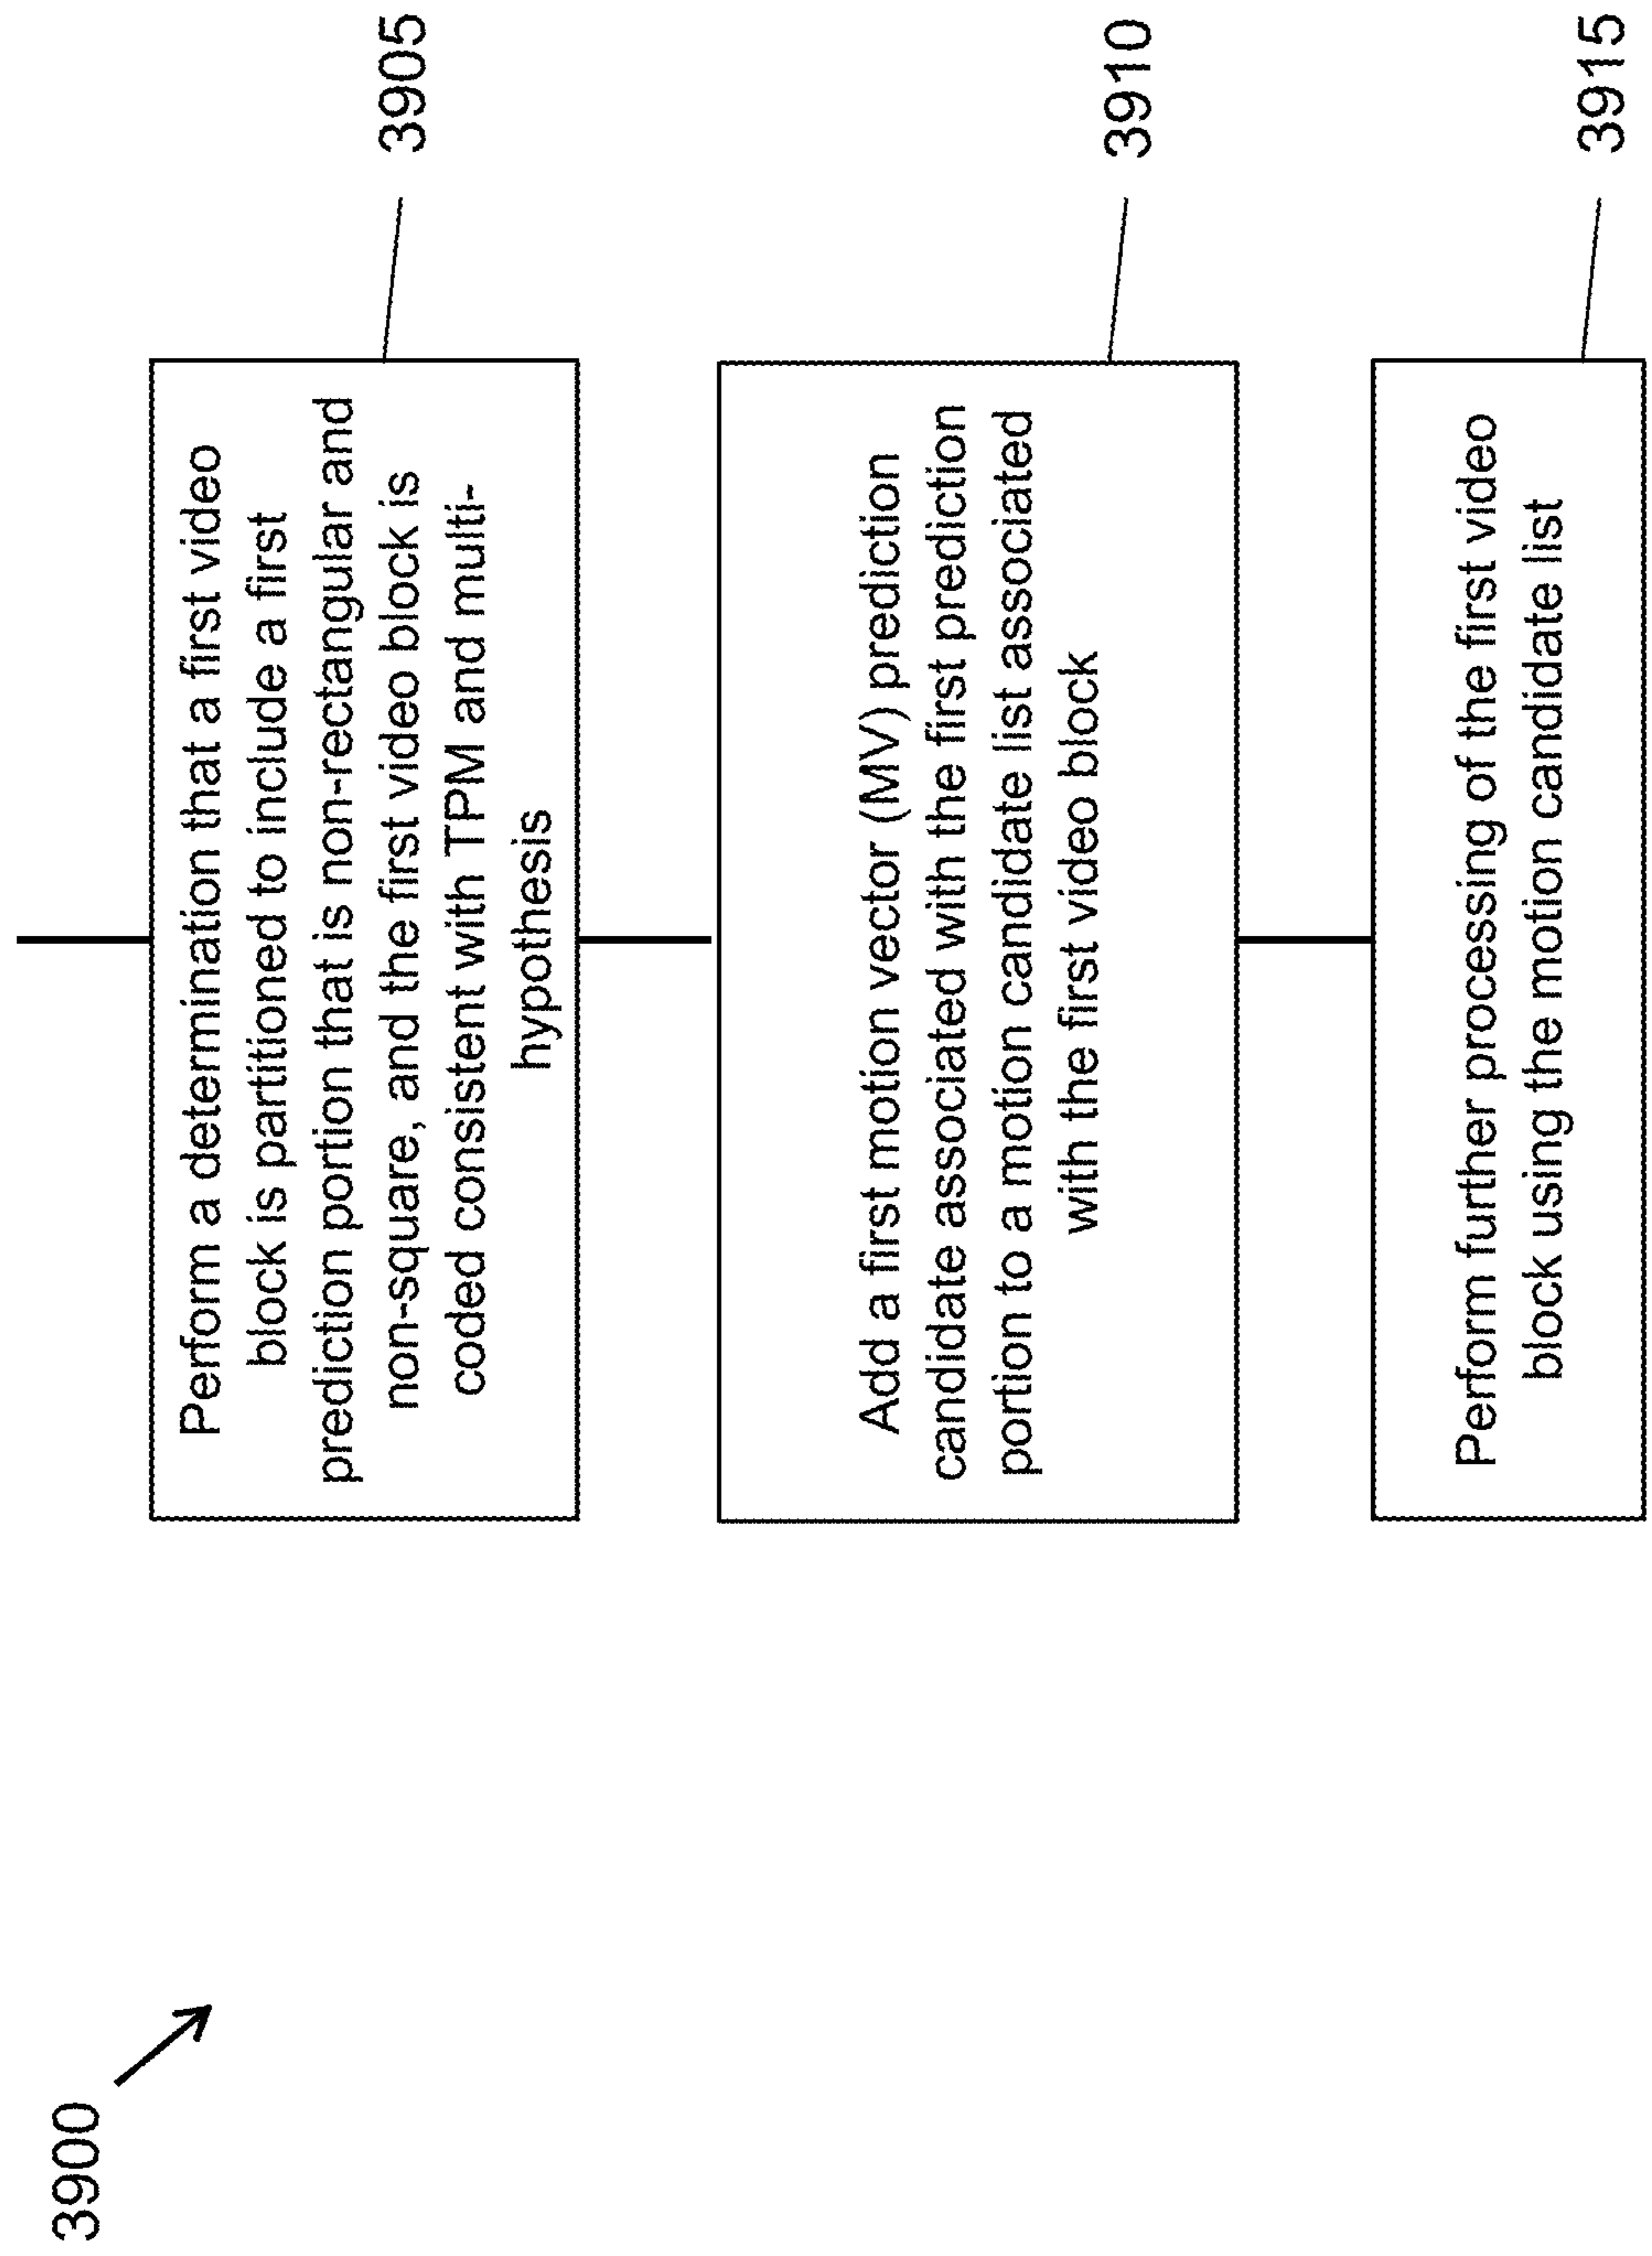 3900
Perform a determination that a first video
block is partitioned to include a first
prediction portion that is non-rectangular and
non-square, and the first video block is
coded consistent with TPM and multi-
hypothesis
3905
Add a first motion vector (MV) prediction
candidate associated with the first prediction
portion to a motion candidate list associated
with the first video block
3910
Perform further processing of the first video
block using the motion candidate list
3915